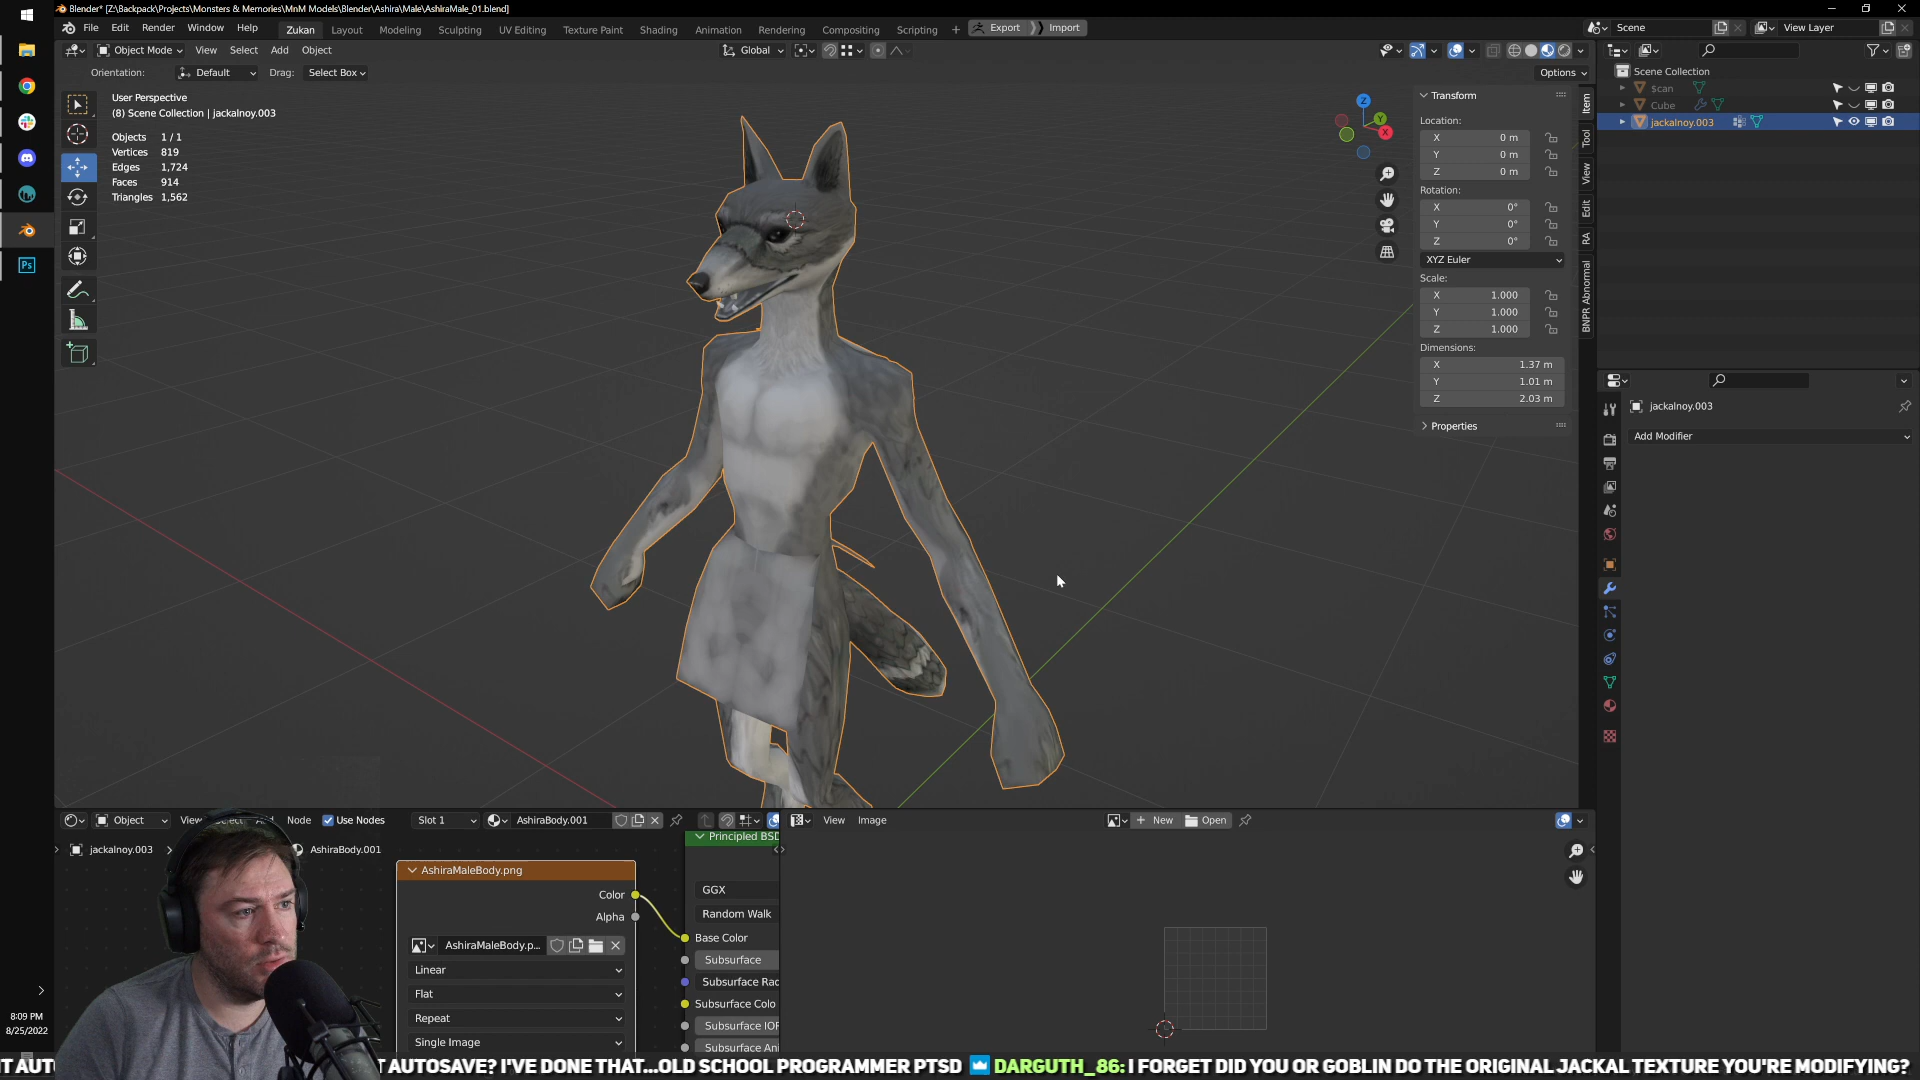 Blender* [Z:\Backpack\Projects\Monsters & Memories\MnM Models\Blender\Ashira\Male\AshiraMale_01.blend]
File Edit Render Window Help Zukan Layout Modeling Sculpting UV Editing Texture Paint Shading Animation Rendering Compositing Scripting + Export Import Scene View Layer
Object Mode View Select Add Object Global
Orientation: Default Drag: Select Box Options
User Perspective
(8) Scene Collection | jackalnoy.003
Objects 1 / 1
Vertices 819
Edges 1,724
Faces 914
Triangles 1,562
Z
Y
X
Transform
Location:
X 0 m
Y 0 m
Z 0 m
Rotation:
X 0°
Y 0°
Z 0°
XYZ Euler
Scale:
X 1.000
Y 1.000
Z 1.000
Dimensions:
X 1.37 m
Y 1.01 m
Z 2.03 m
Properties
Item
Tool
View
Edit
RA
BNPR Abnormal
Scene Collection
$can
Cube
jackalnoy.003
jackalnoy.003
Add Modifier
Ps
8:09 PM
8/25/2022
Object Node Use Nodes Slot 1 AshiraBody.001
jackalnoy.003 AshiraBody.001
AshiraMaleBody.png
Color
Alpha
AshiraMaleBody.p...
Linear
Flat
Repeat
Single Image
Principled BSD
GGX
Random Walk
Base Color
Subsurface
Subsurface Rad
Subsurface Colo
Subsurface IOR
Subsurface Ani
View Image New Open
T AUTOSAVE? I'VE DONE THAT...OLD SCHOOL PROGRAMMER PTSD DARGUTH_86: I FORGET DID YOU OR GOBLIN DO THE ORIGINAL JACKAL TEXTURE YOU'RE MODIFYING?